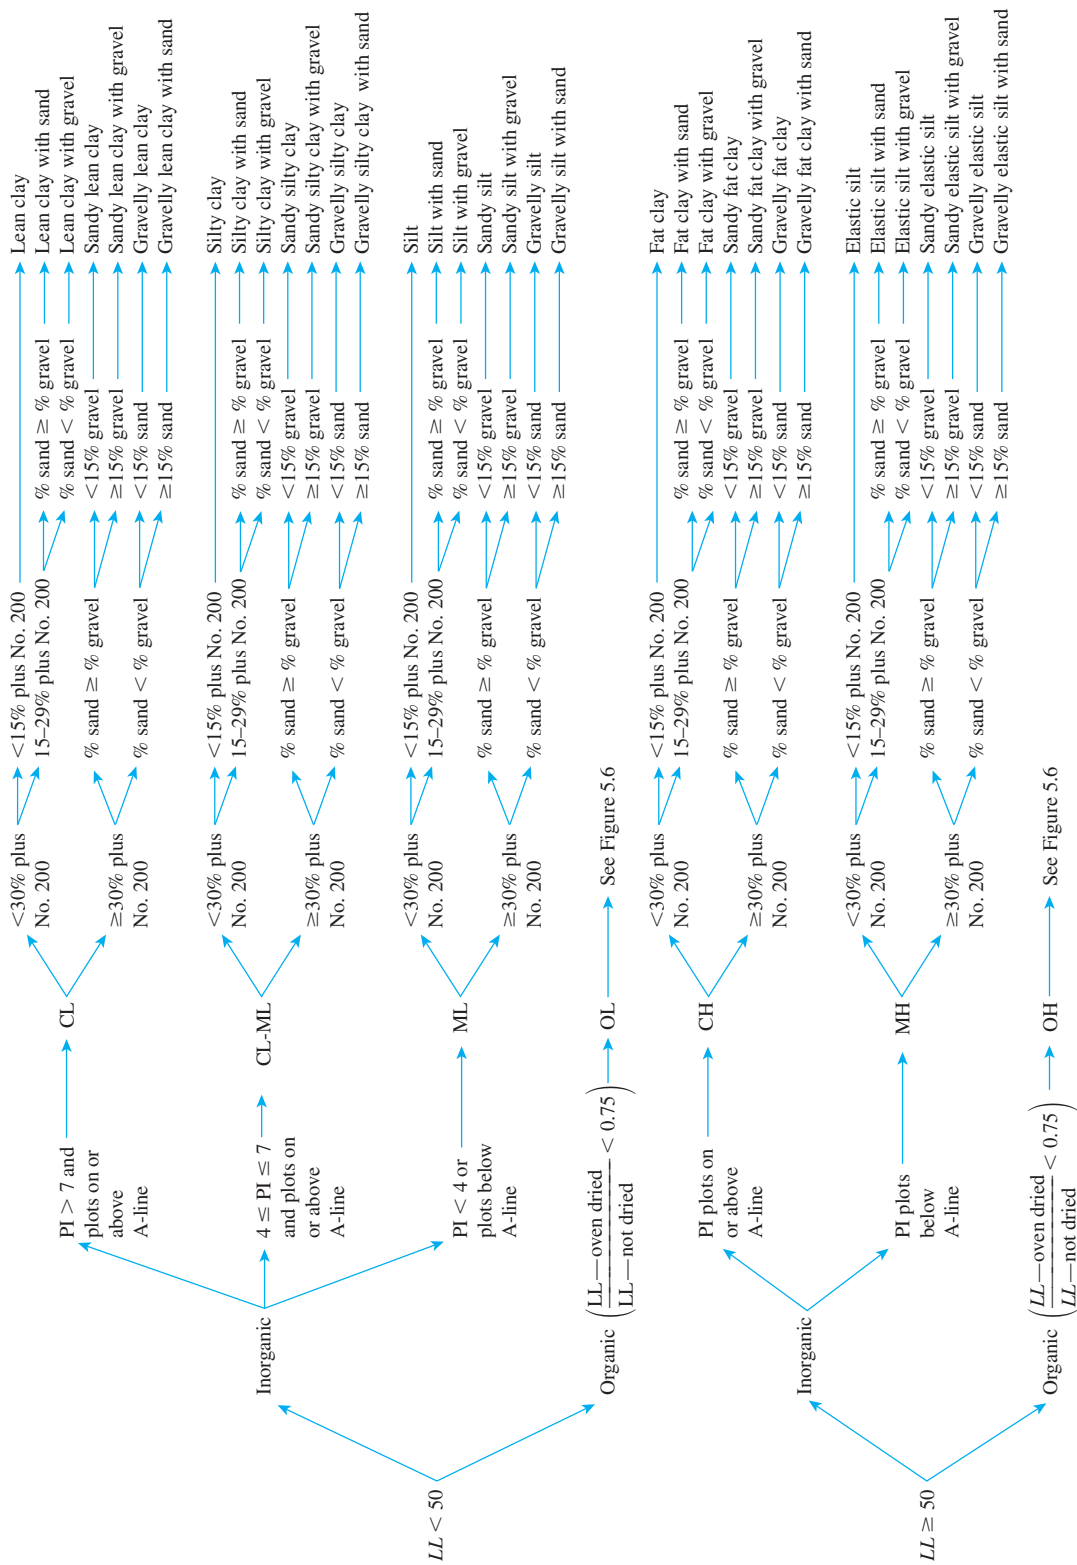 LL < 50
Inorganic
PI > 7 and
plots on or
above
A-line
CL
<30% plus
No. 200
<15% plus No. 200
Lean clay
15–29% plus No. 200
% sand ≥ % gravel
Lean clay with sand
% sand < % gravel
Lean clay with gravel
≥30% plus
No. 200
% sand ≥ % gravel
<15% gravel
Sandy lean clay
≥15% gravel
Sandy lean clay with gravel
% sand < % gravel
<15% sand
Gravelly lean clay
≥15% sand
Gravelly lean clay with sand
4 ≤ PI ≤ 7
and plots on
or above
A-line
CL-ML
<30% plus
No. 200
<15% plus No. 200
Silty clay
15–29% plus No. 200
% sand ≥ % gravel
Silty clay with sand
% sand < % gravel
Silty clay with gravel
≥30% plus
No. 200
% sand ≥ % gravel
<15% gravel
Sandy silty clay
≥15% gravel
Sandy silty clay with gravel
% sand < % gravel
<15% sand
Gravelly silty clay
≥15% sand
Gravelly silty clay with sand
PI < 4 or
plots below
A-line
ML
<30% plus
No. 200
<15% plus No. 200
Silt
15–29% plus No. 200
% sand ≥ % gravel
Silt with sand
% sand < % gravel
Silt with gravel
≥30% plus
No. 200
% sand ≥ % gravel
<15% gravel
Sandy silt
≥15% gravel
Sandy silt with gravel
% sand < % gravel
<15% sand
Gravelly silt
≥15% sand
Gravelly silt with sand
Organic (LL—oven dried / LL—not dried < 0.75)
OL
See Figure 5.6
LL ≥ 50
Inorganic
PI plots on
or above
A-line
CH
<30% plus
No. 200
<15% plus No. 200
Fat clay
15–29% plus No. 200
% sand ≥ % gravel
Fat clay with sand
% sand < % gravel
Fat clay with gravel
≥30% plus
No. 200
% sand ≥ % gravel
<15% gravel
Sandy fat clay
≥15% gravel
Sandy fat clay with gravel
% sand < % gravel
<15% sand
Gravelly fat clay
≥15% sand
Gravelly fat clay with sand
PI plots
below
A-line
MH
<30% plus
No. 200
<15% plus No. 200
Elastic silt
15–29% plus No. 200
% sand ≥ % gravel
Elastic silt with sand
% sand < % gravel
Elastic silt with gravel
≥30% plus
No. 200
% sand ≥ % gravel
<15% gravel
Sandy elastic silt
≥15% gravel
Sandy elastic silt with gravel
% sand < % gravel
<15% sand
Gravelly elastic silt
≥15% sand
Gravelly elastic silt with sand
Organic (LL—oven dried / LL—not dried < 0.75)
OH
See Figure 5.6